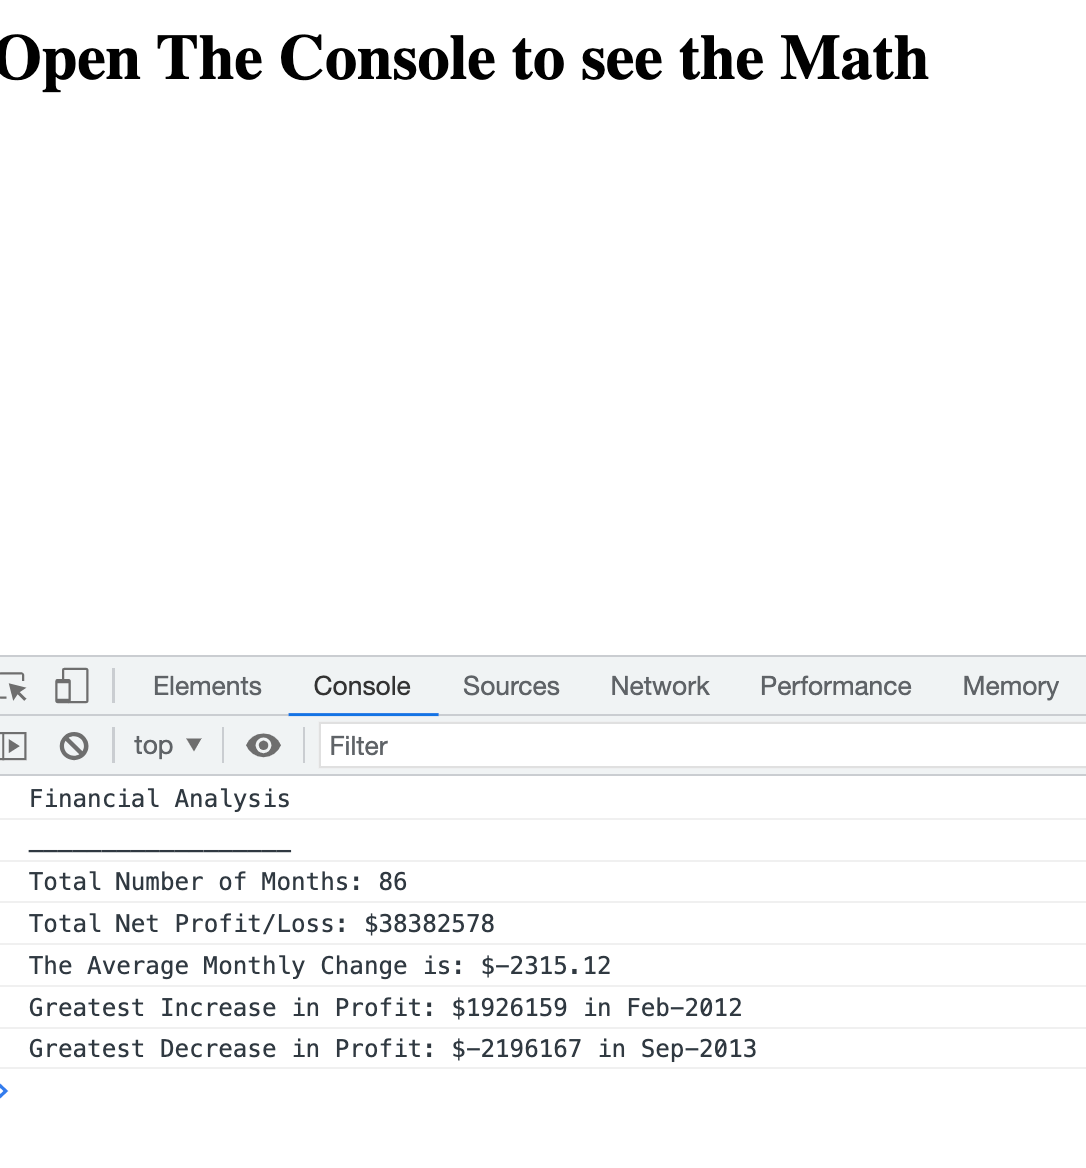 Open The Console to see the Math
Elements Console Sources Network Performance Memory
top ▼ Filter
Financial Analysis
__________________
Total Number of Months: 86
Total Net Profit/Loss: $38382578
The Average Monthly Change is: $-2315.12
Greatest Increase in Profit: $1926159 in Feb-2012
Greatest Decrease in Profit: $-2196167 in Sep-2013